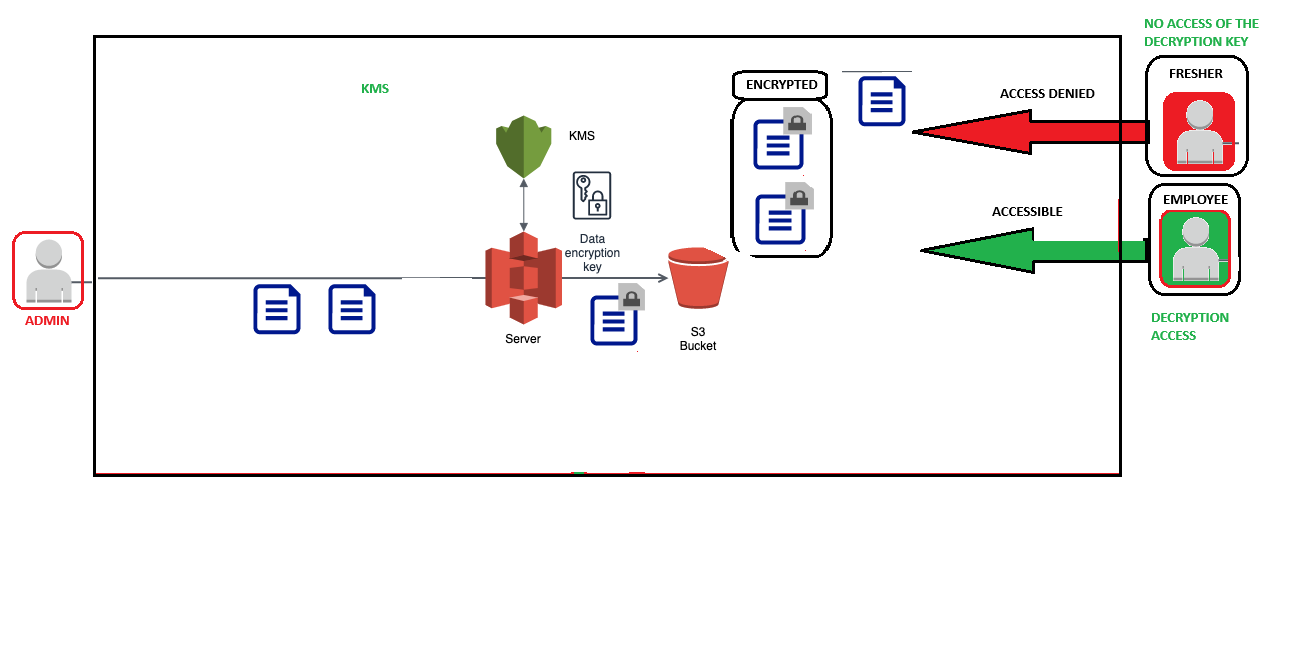 NO ACCESS OF THE
DECRYPTION KEY
FRESHER
ENCRYPTED
KMS
ACCESS DENIED
KMS
EMPLOYEE
ACCESSIBLE
Data
encryption
key
ADMIN
DECRYPTION
ACCESS
Server
S3
Bucket